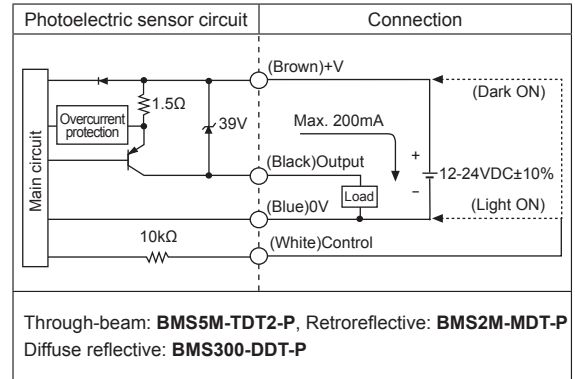 Photoelectric sensor circuit
Connection
(Brown)+V
(Dark ON)
1.5Ω
Overcurrent
protection
39V
Max. 200mA
Main circuit
(Black)Output
+
12-24VDC±10%
−
Load
(Blue)0V
(Light ON)
10kΩ
(White)Control
Through-beam: BMS5M-TDT2-P, Retroreflective: BMS2M-MDT-P
Diffuse reflective: BMS300-DDT-P